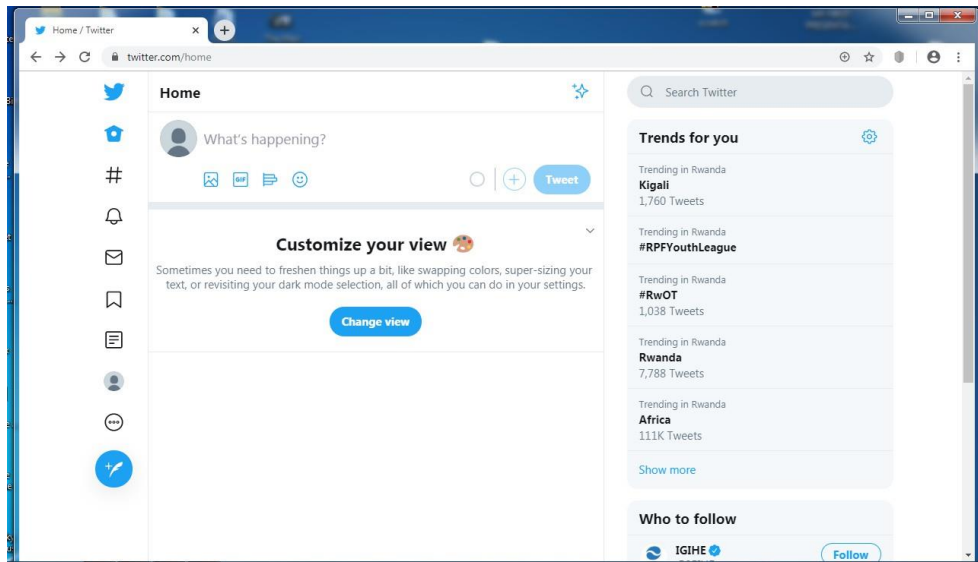 Home / Twitter
twitter.com/home
Home
What's happening?
GIF
Tweet
Customize your view
Sometimes you need to freshen things up a bit, like swapping colors, super-sizing your
text, or revisiting your dark mode selection, all of which you can do in your settings.
Change view
Search Twitter
Trends for you
Trending in Rwanda
Kigali
1,760 Tweets
Trending in Rwanda
#RPFYouthLeague
Trending in Rwanda
#RwOT
1,038 Tweets
Trending in Rwanda
Rwanda
7,788 Tweets
Trending in Rwanda
Africa
111K Tweets
Show more
Who to follow
IGIHE
Follow